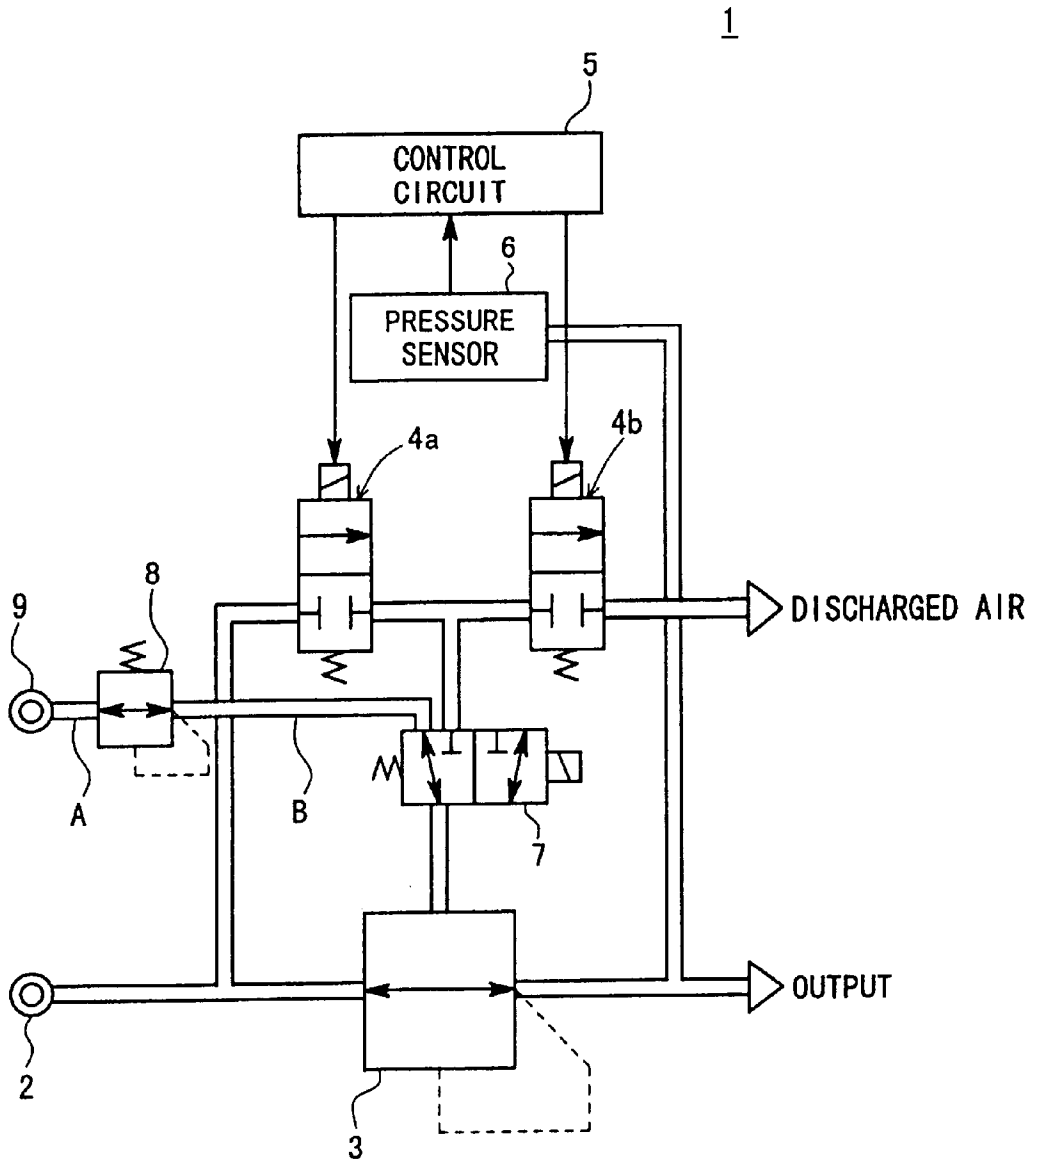 1
5
CONTROL
CIRCUIT
6
PRESSURE
SENSOR
4a
4b
8
9
DISCHARGED AIR
A
B
7
OUTPUT
2
3